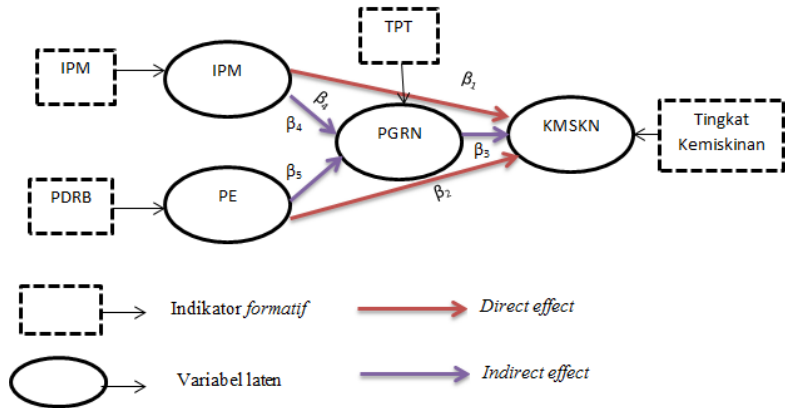 TPT
IPM
IPM
β₁
β₄
β₄
PGRN
KMSKN
Tingkat
Kemiskinan
β₃
β₅
PDRB
PE
β₂
Indikator formatif
Direct effect
Variabel laten
Indirect effect